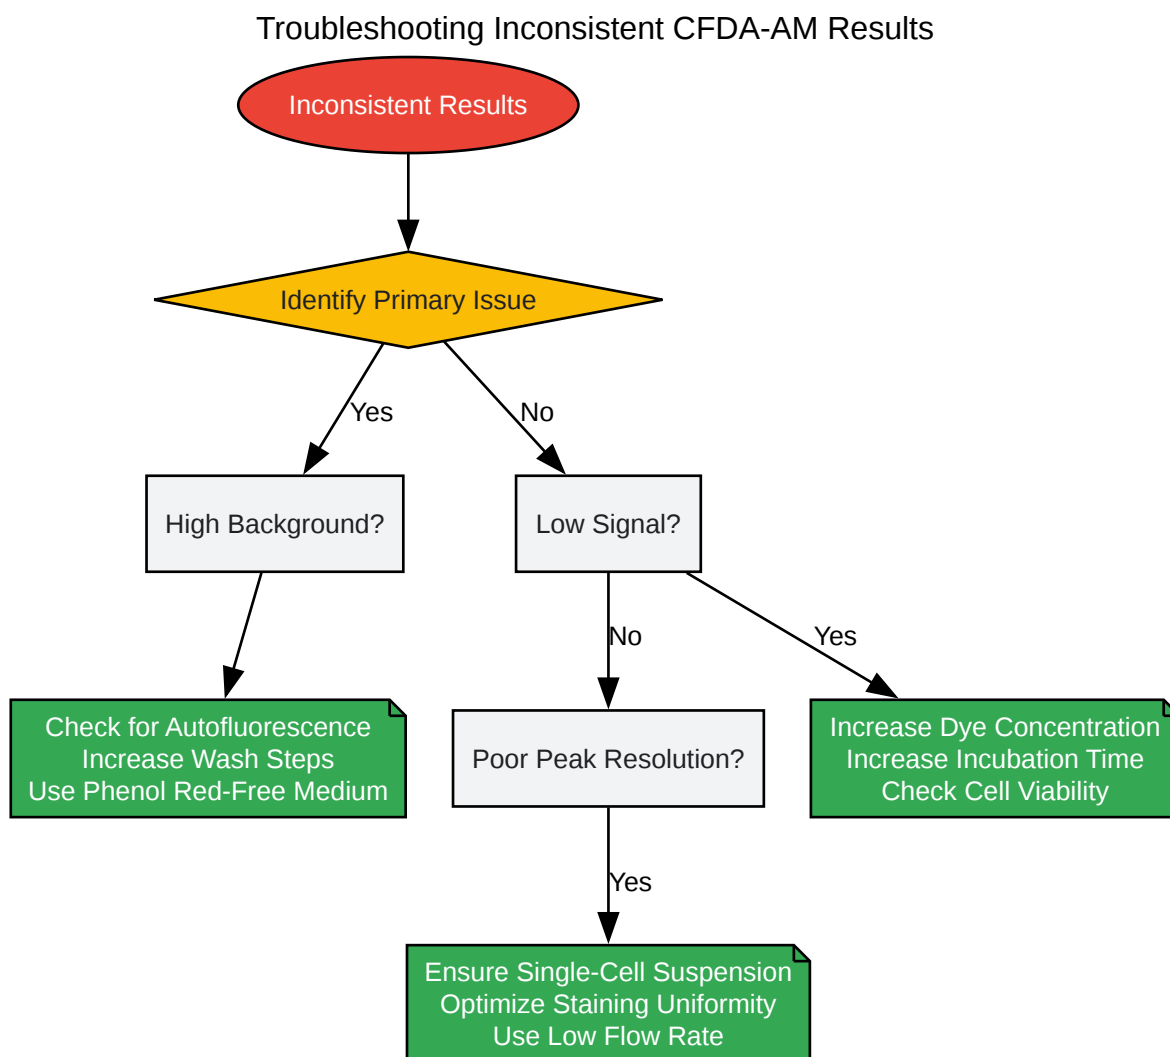 Troubleshooting Inconsistent CFDA-AM Results
Inconsistent Results
Identify Primary Issue
Yes
No
High Background?
Low Signal?
No
Yes
Check for Autofluorescence
Increase Wash Steps
Use Phenol Red-Free Medium
Poor Peak Resolution?
Increase Dye Concentration
Increase Incubation Time
Check Cell Viability
Yes
Ensure Single-Cell Suspension
Optimize Staining Uniformity
Use Low Flow Rate